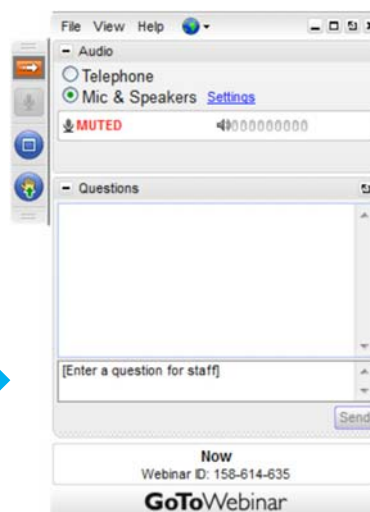 File View Help
Audio
Telephone
Mic & Speakers Settings
MUTED
Questions
[Enter a question for staff]
Send
Now
Webinar ID: 158-614-635
GoToWebinar